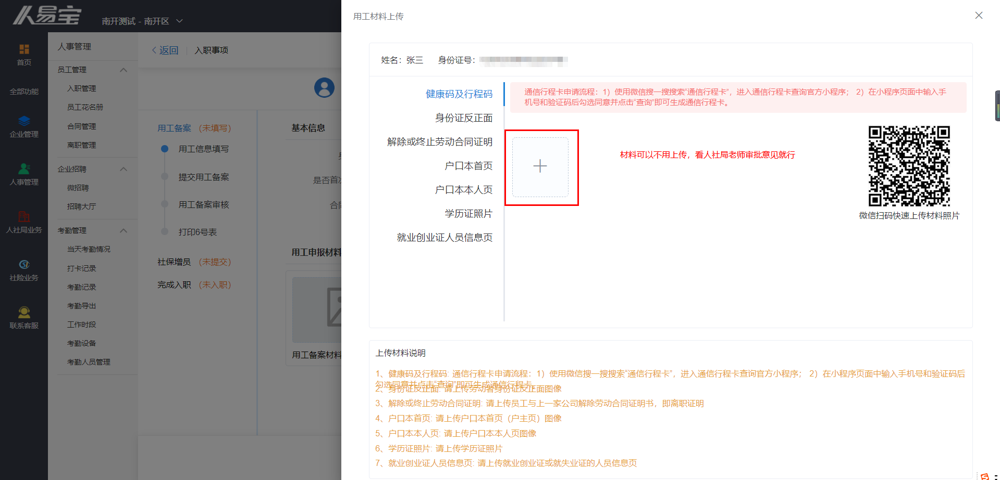 人易宝
南开测试 - 南开区
首页
全部功能
企业管理
人事管理
人社局业务
社险业务
联系客服
人事管理
员工管理
入职管理
员工花名册
合同管理
离职管理
企业招聘
微招聘
招聘大厅
考勤管理
当天考勤情况
打卡记录
考勤记录
考勤导出
工作时段
考勤设备
考勤人员管理
返回
入职事项
用工备案 (未填写)
用工信息填写
提交用工备案
用工备案审核
打印6号表
社保增员 (未提交)
完成入职 (未入职)
基本信息
是否首次
合同
用工申报材料
用工备案材料
用工材料上传
姓名：张三 身份证号：
健康码及行程码
身份证反正面
解除或终止劳动合同证明
户口本首页
户口本本人页
学历证照片
就业创业证人员信息页
通信行程卡申请流程：1）使用微信搜一搜搜索“通信行程卡”，进入通信行程卡查询官方小程序； 2）在小程序页面中输入手
机号和验证码后勾选同意并点击“查询”即可生成通信行程卡。
材料可以不用上传，看人社局老师审批意见就行
微信扫码快速上传材料照片
上传材料说明
1、健康码及行程码: 通信行程卡申请流程：1）使用微信搜一搜搜索“通信行程卡”，进入通信行程卡查询官方小程序； 2）在小程序页面中输入手机号和验证码后
勾选同意并点击“查询”即可生成通信行程卡。
2、身份证反正面: 请上传劳动者身份证反正面图像
3、解除或终止劳动合同证明: 请上传员工与上一家公司解除劳动合同证明书，即离职证明
4、户口本首页: 请上传户口本首页（户主页）图像
5、户口本本人页: 请上传户口本本人页图像
6、学历证照片: 请上传学历证照片
7、就业创业证人员信息页: 请上传就业创业证或就失业证的人员信息页